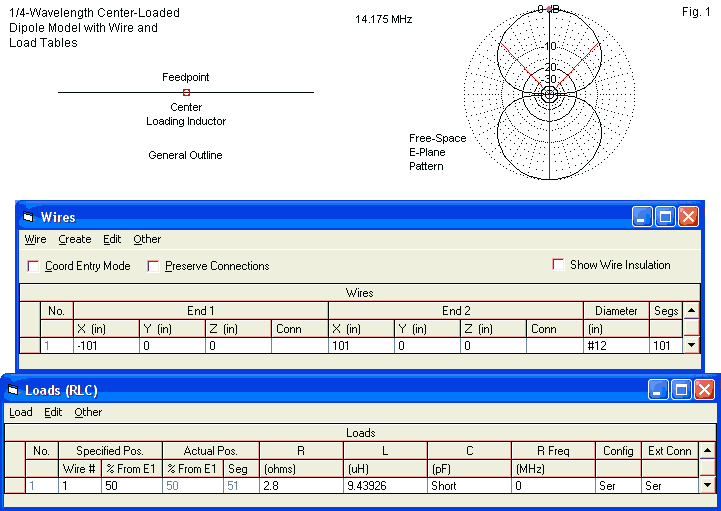 1/4-Wavelength Center-Loaded
Dipole Model with Wire and
Load Tables
14.175 MHz
Fig. 1
0 dB
10
20
30
Feedpoint
Center
Loading Inductor
General Outline
Free-Space
E-Plane
Pattern
Wires
Wire Create Edit Other
Coord Entry Mode Preserve Connections Show Wire Insulation
Wires
No. End 1 End 2 Diameter Segs
X (in) Y (in) Z (in) Conn X (in) Y (in) Z (in) Conn (in)
1 -101 0 0 101 0 0 #12 101
Loads (RLC)
Load Edit Other
Loads
No. Specified Pos. Actual Pos. R L C R Freq Config Ext Conn
Wire # % From E1 % From E1 Seg (ohms) (uH) (pF) (MHz)
1 1 50 50 51 2.8 9.43926 Short 0 Ser Ser